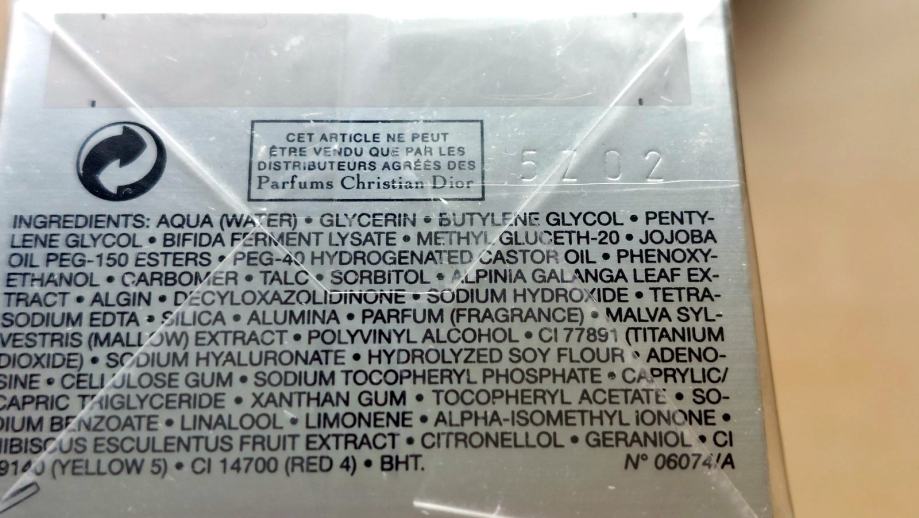 CET ARTICLE NE PEUT
ÊTRE VENDU QUE PAR LES
DISTRIBUTEURS AGRÉÉS DES
Parfums Christian Dior
5Z02
INGREDIENTS: AQUA (WATER) • GLYCERIN • BUTYLENE GLYCOL • PENTY-
LENE GLYCOL • BIFIDA FERMENT LYSATE • METHYL GLUCETH-20 • JOJOBA
OIL PEG-150 ESTERS • PEG-40 HYDROGENATED CASTOR OIL • PHENOXY-
ETHANOL • CARBOMER • TALC • SORBITOL • ALPINIA GALANGA LEAF EX-
TRACT • ALGIN • DECYLOXAZOLIDINONE • SODIUM HYDROXIDE • TETRA-
SODIUM EDTA • SILICA • ALUMINA • PARFUM (FRAGRANCE) • MALVA SYL-
VESTRIS (MALLOW) EXTRACT • POLYVINYL ALCOHOL • CI 77891 (TITANIUM
DIOXIDE) • SODIUM HYALURONATE • HYDROLYZED SOY FLOUR • ADENO-
SINE • CELLULOSE GUM • SODIUM TOCOPHERYL PHOSPHATE • CAPRYLIC/
CAPRIC TRIGLYCERIDE • XANTHAN GUM • TOCOPHERYL ACETATE • SO-
DIUM BENZOATE • LINALOOL • LIMONENE • ALPHA-ISOMETHYL IONONE •
HIBISCUS ESCULENTUS FRUIT EXTRACT • CITRONELLOL • GERANIOL • CI
19140 (YELLOW 5) • CI 14700 (RED 4) • BHT.
N° 06074/A